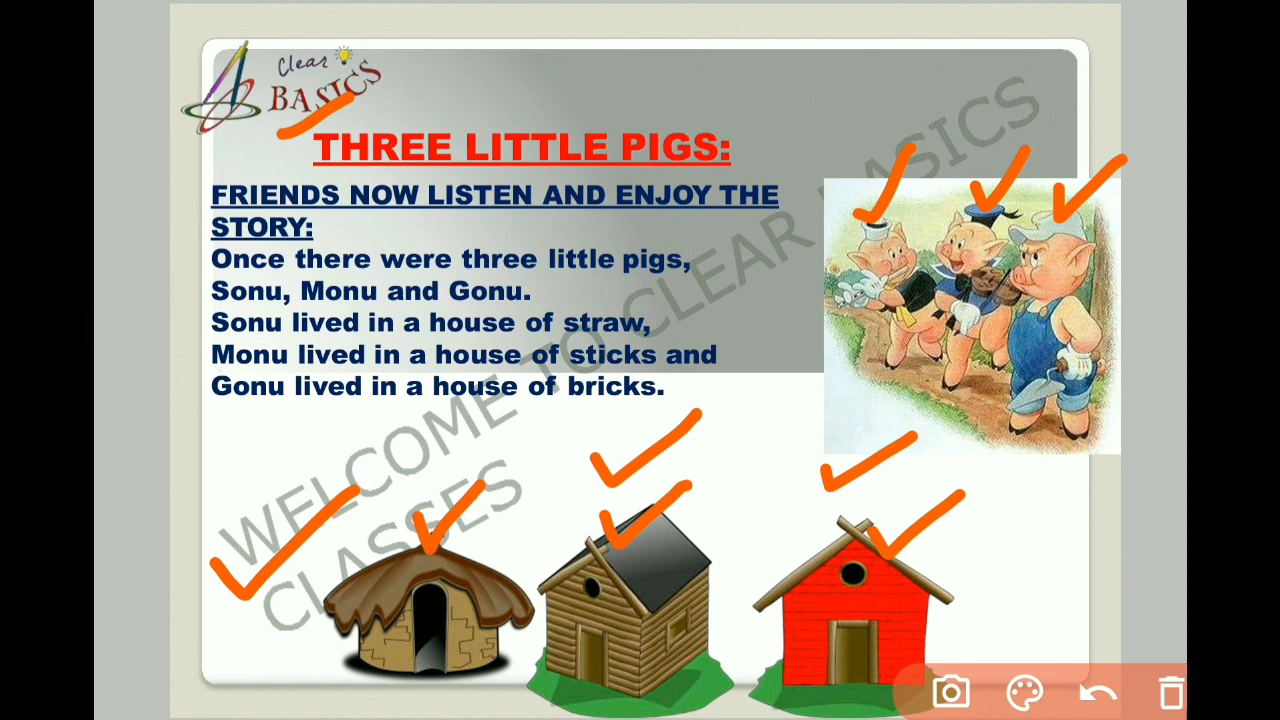 Clear
BASICS
THREE LITTLE PIGS:
FRIENDS NOW LISTEN AND ENJOY THE
STORY:
Once there were three little pigs,
Sonu, Monu and Gonu.
Sonu lived in a house of straw,
Monu lived in a house of sticks and
Gonu lived in a house of bricks.
WELCOME TO CLEAR BASICS
CLASSES